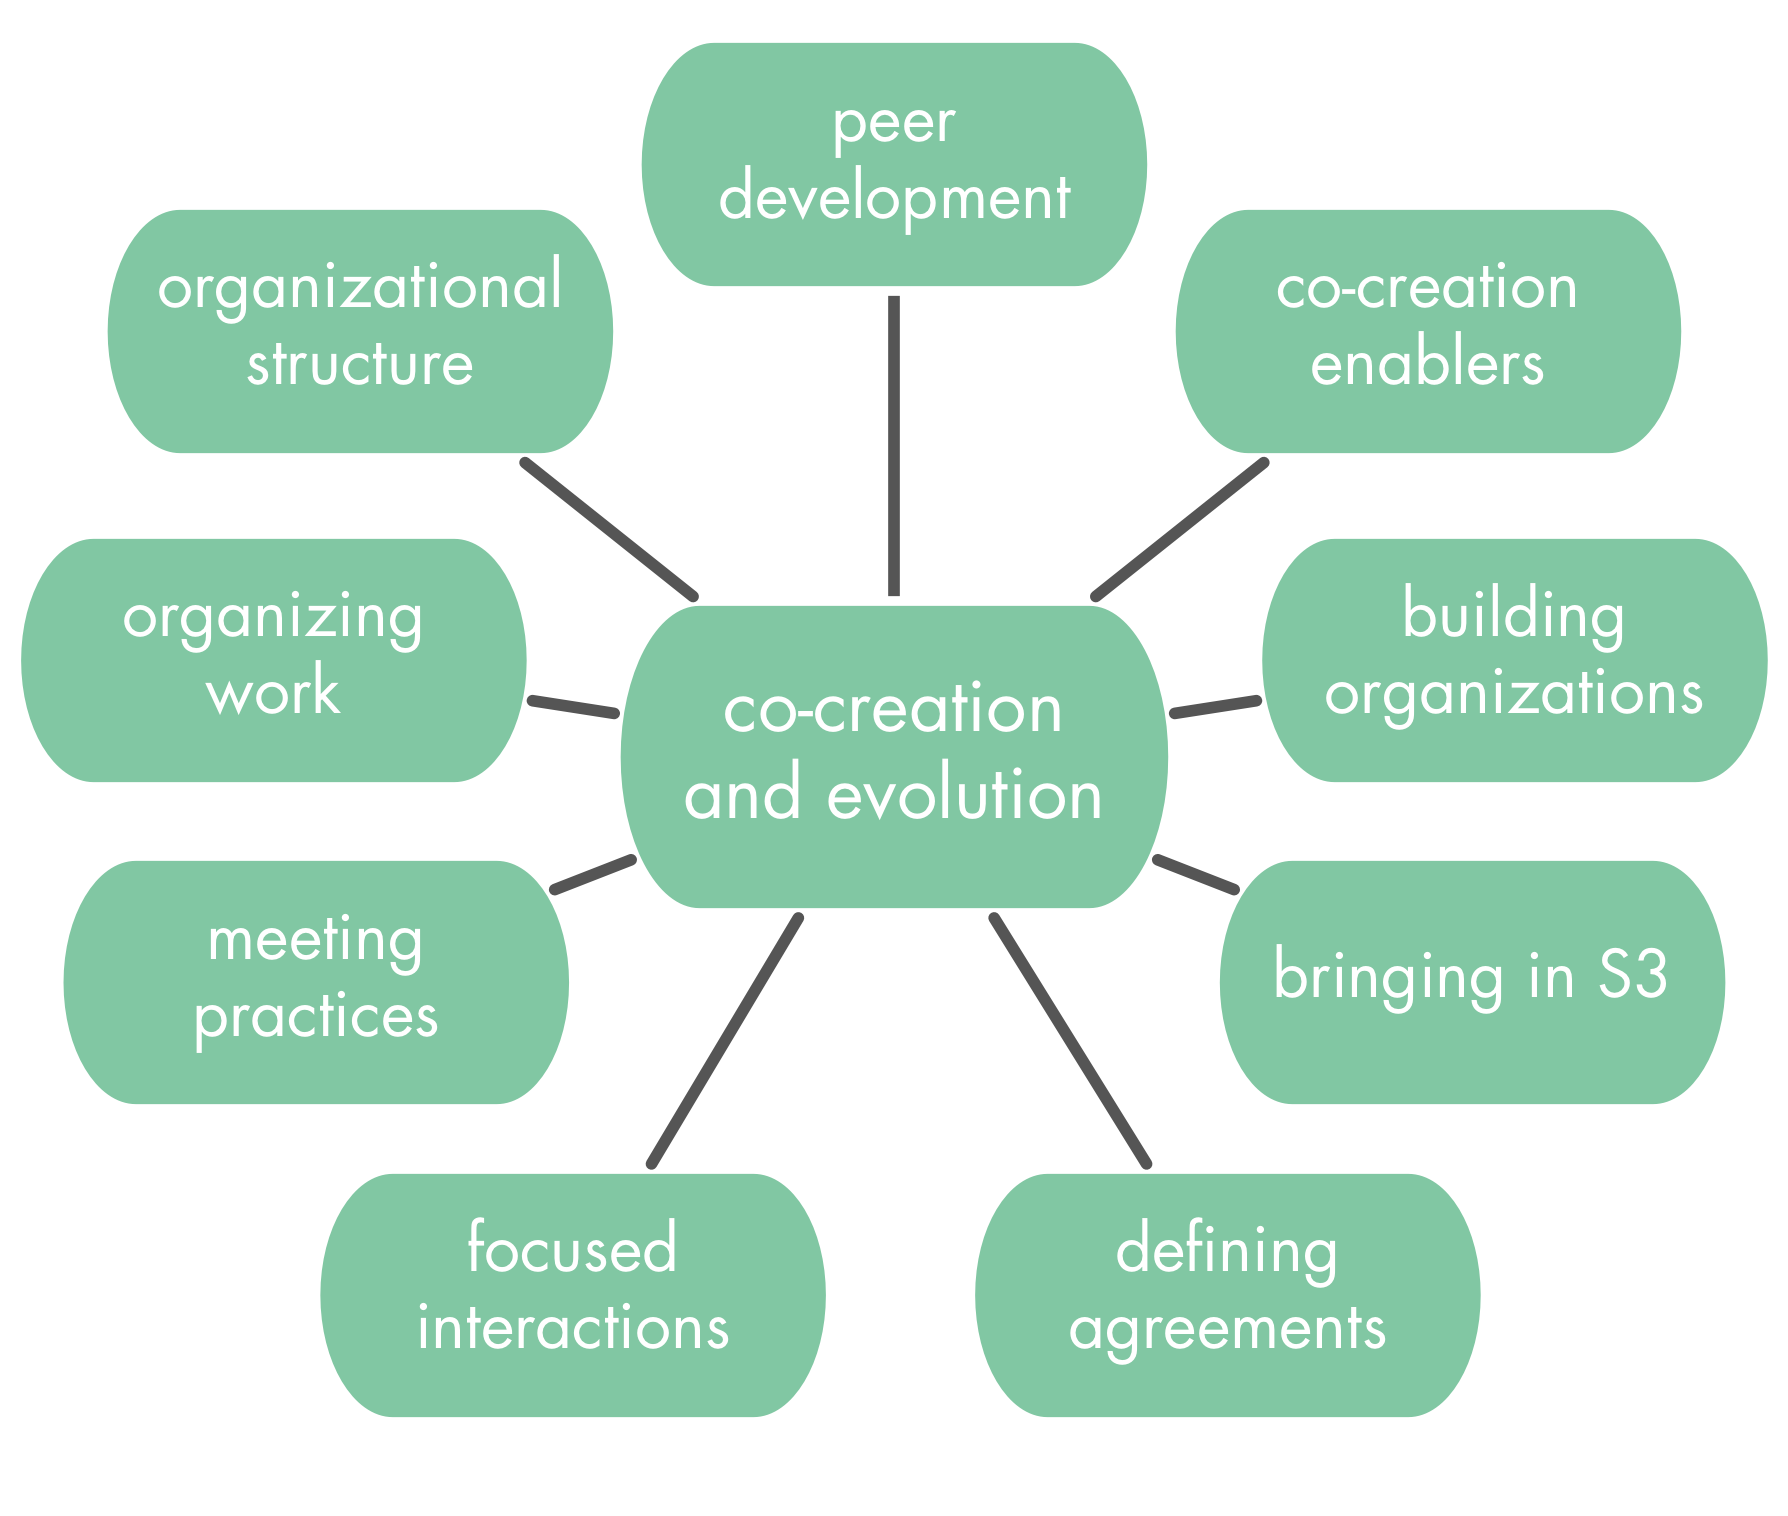 peer
development
organizational
structure
co-creation
enablers
organizing
work
building
organizations
co-creation
and evolution
meeting
practices
bringing in S3
focused
interactions
defining
agreements